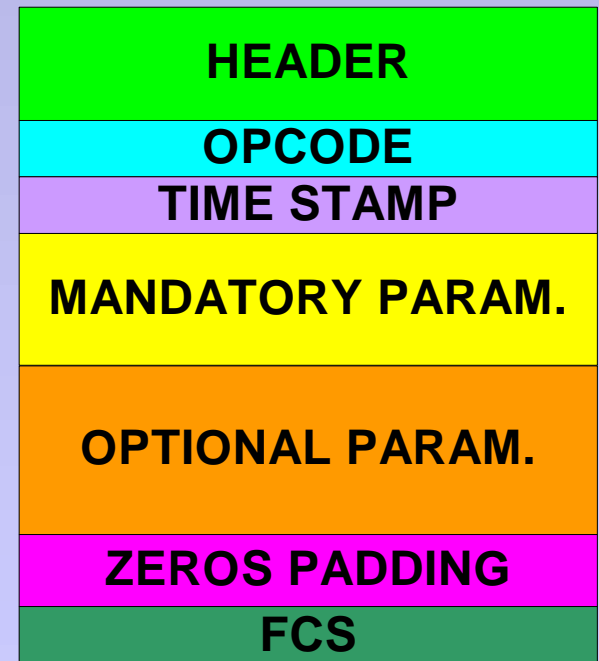 HEADER
OPCODE
TIME STAMP
MANDATORY PARAM.
OPTIONAL PARAM.
ZEROS PADDING
FCS